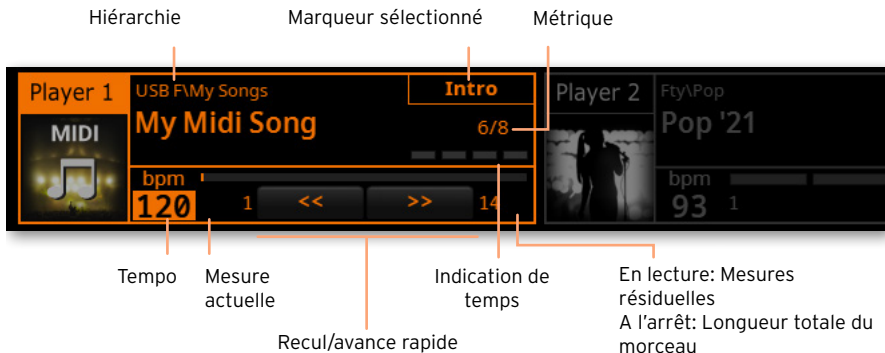 Hiérarchie
Marqueur sélectionné
Métrique
Player 1
USB F\My Songs
Intro
MIDI
My Midi Song
6/8
bpm
120
1
<<
>>
14
Player 2
Fty\Pop
Pop '21
bpm
93
1
Tempo
Mesure
actuelle
Recul/avance rapide
Indication de
temps
En lecture: Mesures
résiduelles
A l'arrêt: Longueur totale du
morceau